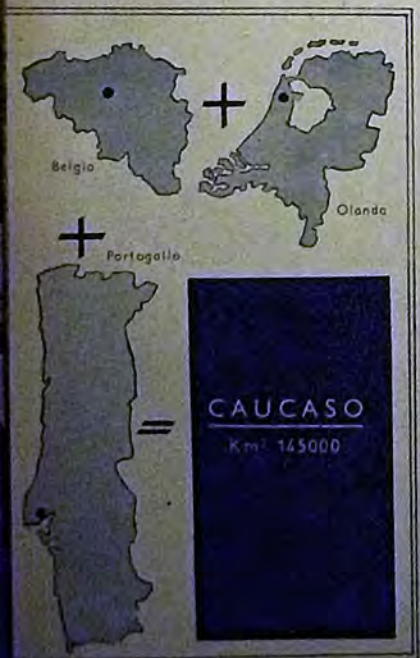 Belgio
+
Olanda
+
Portogallo
=
CAUCASO
Km² 145000